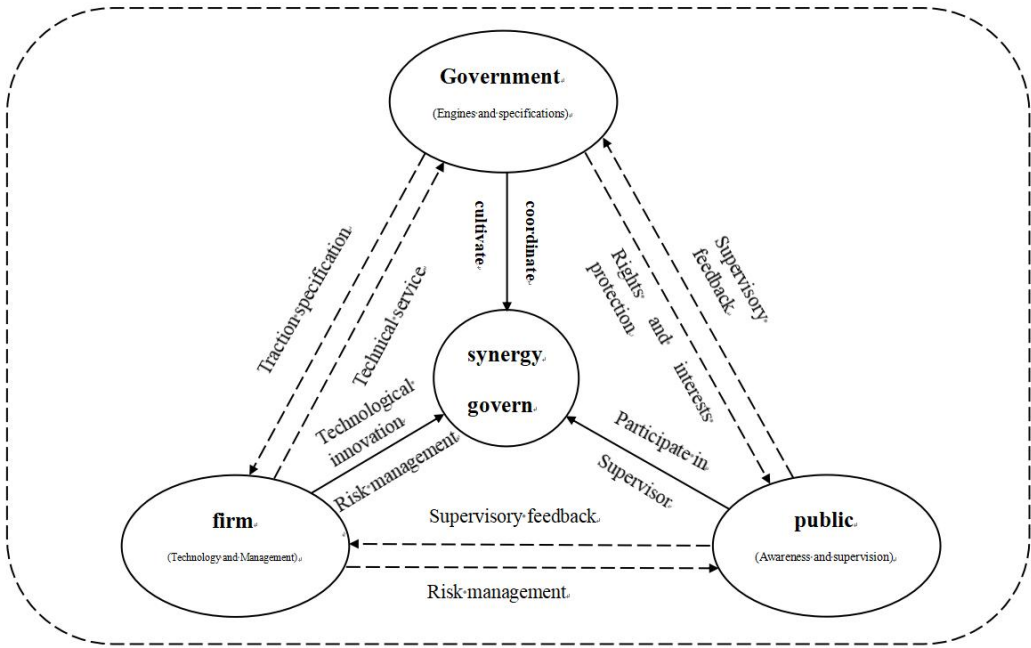 Government
(Engines and specifications)
cultivate
coordinate
Traction specification
Technical service
Rights and interests
protection
Supervisory
feedback
synergy
govern
Technological
innovation
Risk management
Participate in
Supervisor
firm
(Technology and Management)
public
(Awareness and supervision)
Supervisory feedback
Risk management